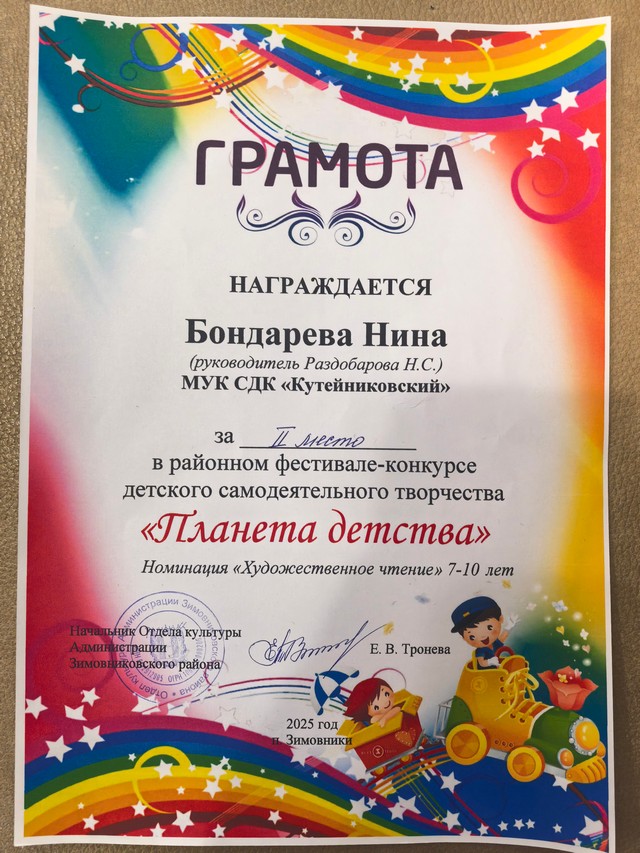 ГРАМОТА
НАГРАЖДАЕТСЯ
Бондарева Нина
(руководитель Раздобарова Н.С.)
МУК СДК «Кутейниковский»
за II место
в районном фестивале-конкурсе
детского самодеятельного творчества
«Планета детства»
Номинация «Художественное чтение» 7-10 лет
Начальник Отдела культуры
Администрации
Зимовниковского района
Е. В. Тронева
2025 год
п. Зимовники